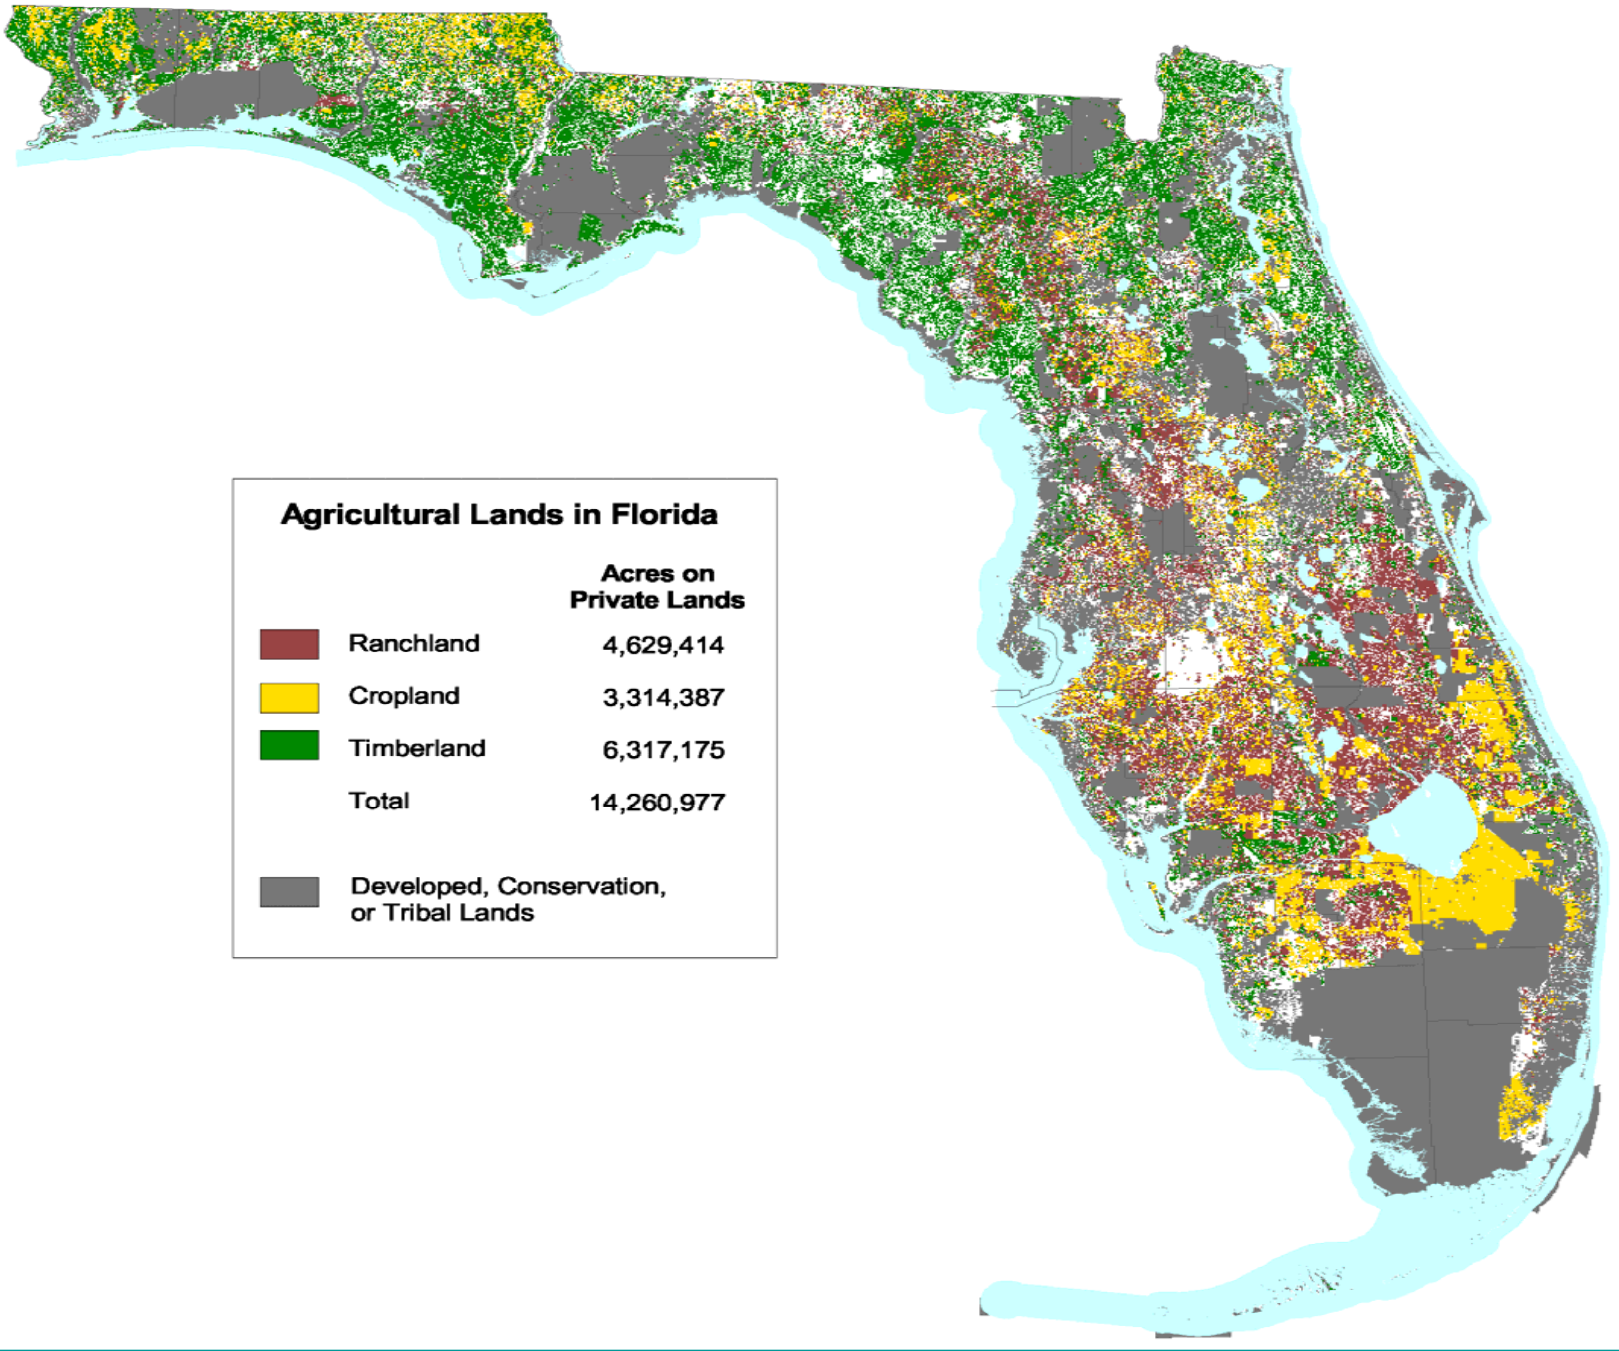 Agricultural Lands in Florida
Acres on
Private Lands
Ranchland 4,629,414
Cropland 3,314,387
Timberland 6,317,175
Total 14,260,977
Developed, Conservation,
or Tribal Lands